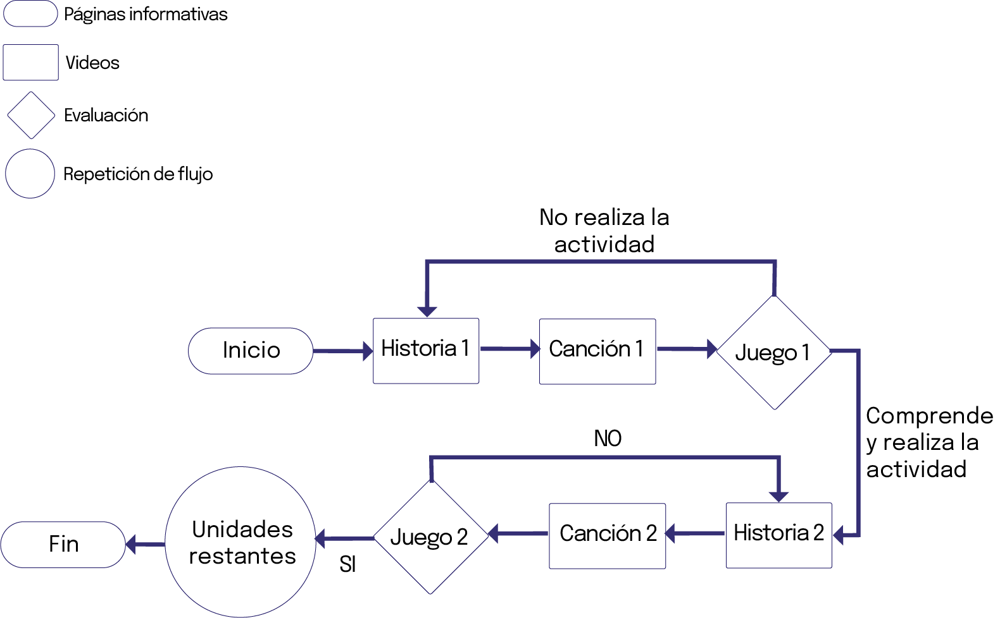 Páginas informativas
Videos
Evaluación
Repetición de flujo
No realiza la
actividad
Inicio
Historia 1
Canción 1
Juego 1
Comprende
y realiza la
actividad
NO
Historia 2
Canción 2
Juego 2
SI
Unidades
restantes
Fin